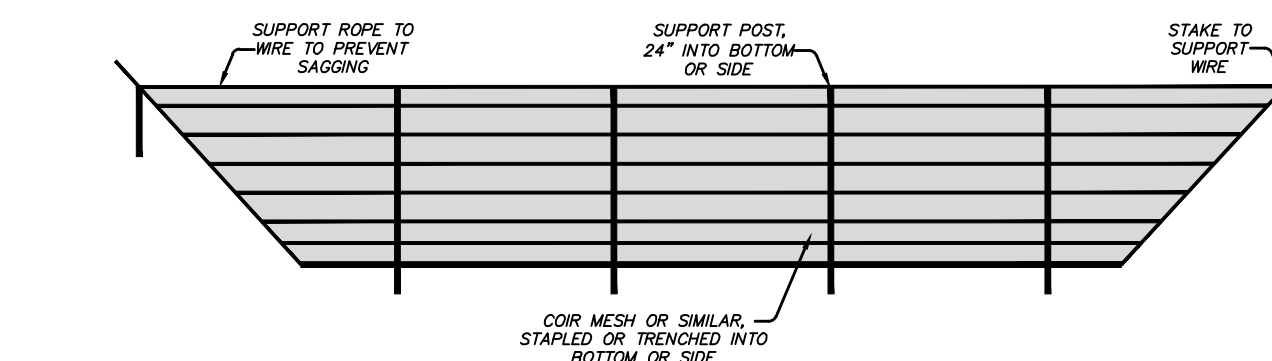 SUPPORT ROPE TO
WIRE TO PREVENT
SAGGING
SUPPORT POST,
24" INTO BOTTOM
OR SIDE
STAKE TO
SUPPORT
WIRE
COIR MESH OR SIMILAR,
STAPLED OR TRENCHED INTO
BOTTOM OR SIDE